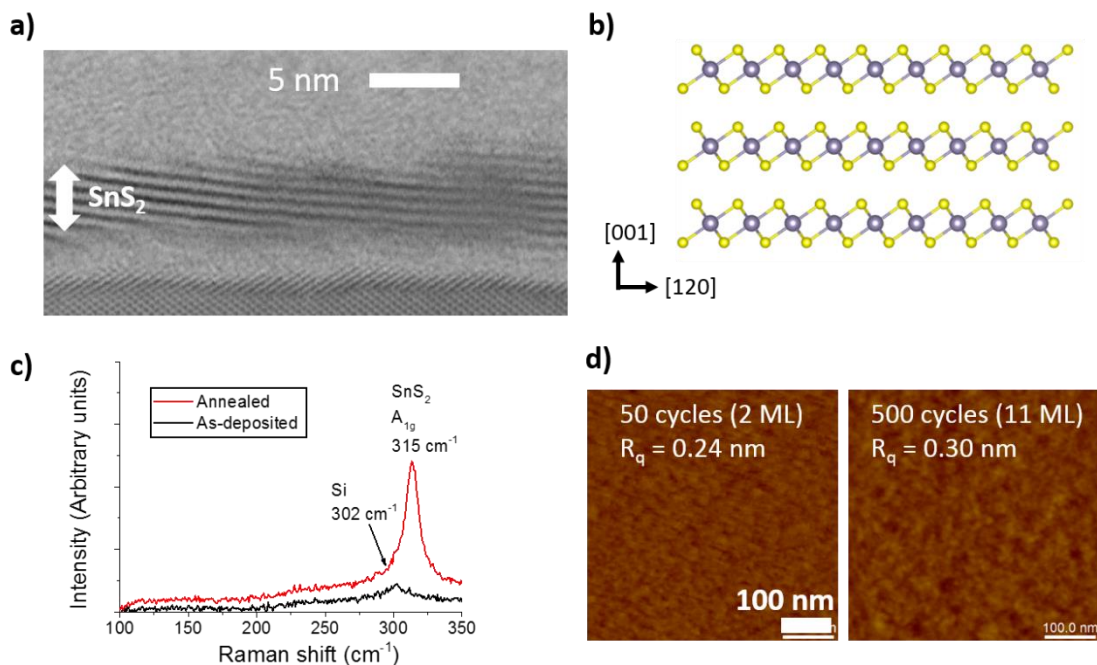 a)
5 nm
SnS₂
b)
[001]
[120]
c)
Intensity (Arbitrary units)
Annealed
As-deposited
SnS₂
A₁g
315 cm⁻¹
Si
302 cm⁻¹
100 150 200 250 300 350
Raman shift (cm⁻¹)
d)
50 cycles (2 ML)
R_q = 0.24 nm
100 nm
500 cycles (11 ML)
R_q = 0.30 nm
100.0 nm